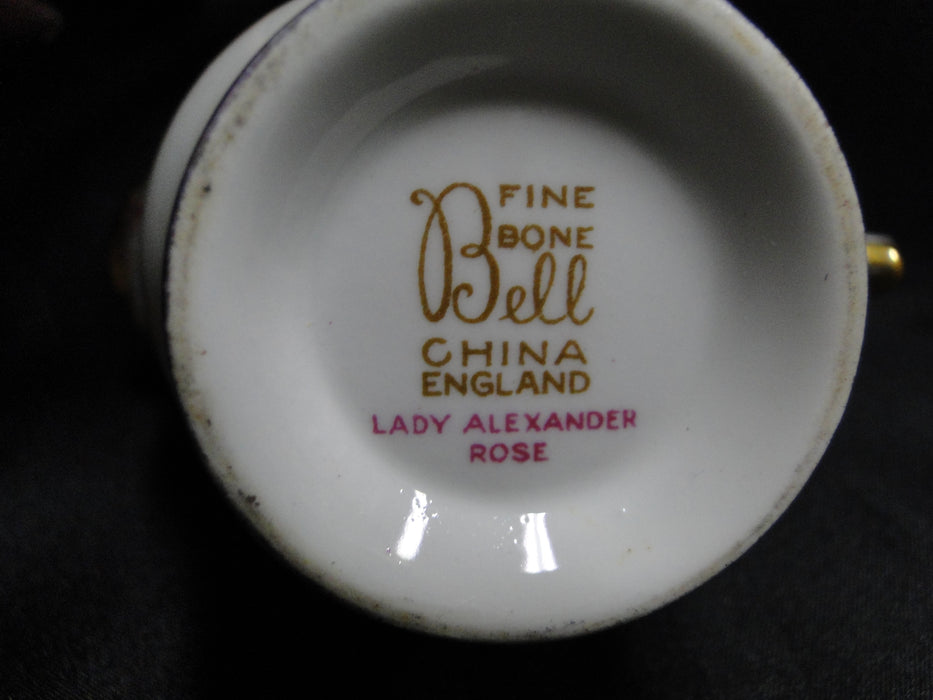 FINE
BONE
Bell
CHINA
ENGLAND
LADY ALEXANDER
ROSE